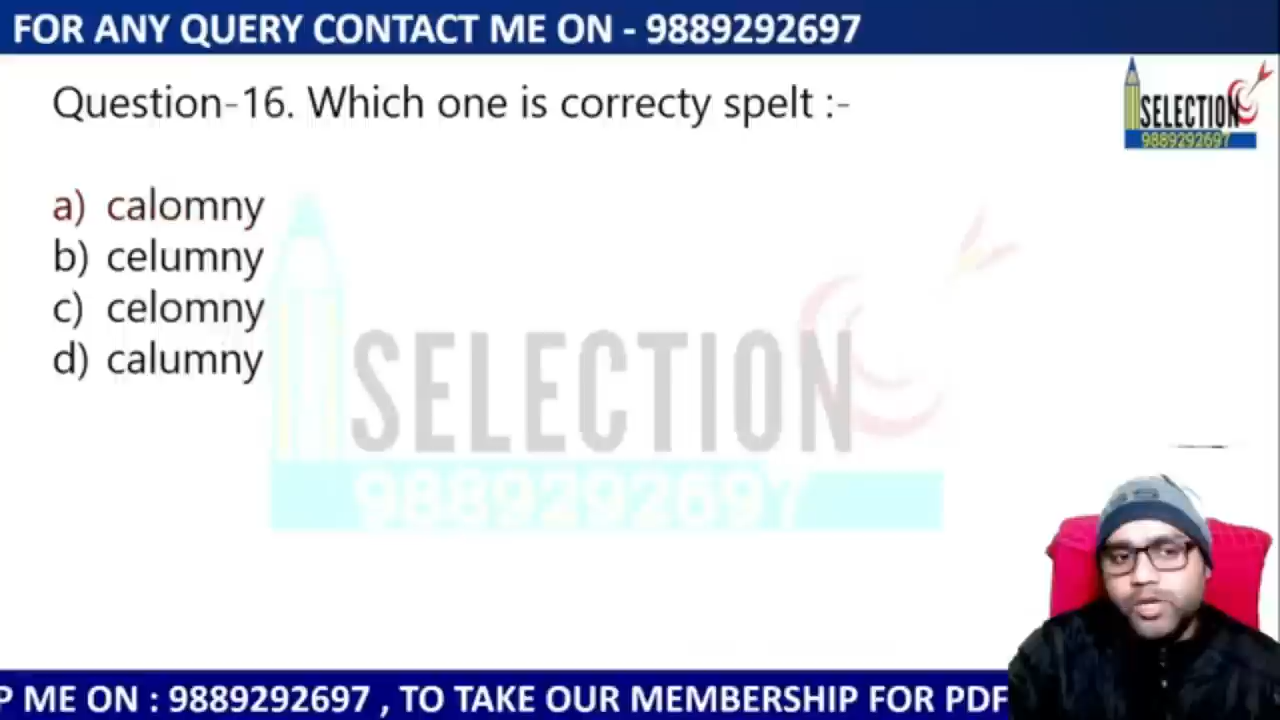 FOR ANY QUERY CONTACT ME ON - 9889292697
SELECTION
9889292697
Question-16. Which one is correcty spelt :-
a) calomny
b) celumny
c) celomny
d) calumny
SELECTION
9889292697
P ME ON : 9889292697 , TO TAKE OUR MEMBERSHIP FOR PDF